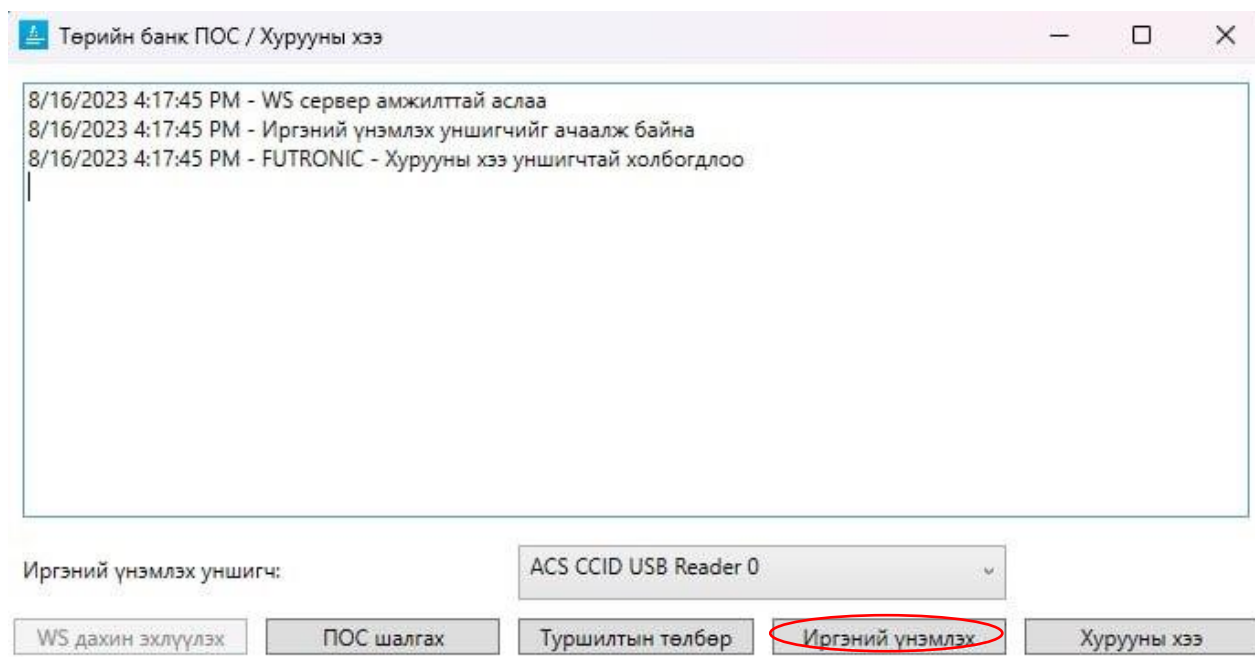 Төрийн банк ПОС / Хурууны хээ
8/16/2023 4:17:45 PM - WS сервер амжилттай аслаа
8/16/2023 4:17:45 PM - Иргэний үнэмлэх уншигчийг ачаалж байна
8/16/2023 4:17:45 PM - FUTRONIC - Хурууны хээ уншигчтай холбогдлоо
Иргэний үнэмлэх уншигч:
ACS CCID USB Reader 0
WS дахин эхлүүлэх
ПОС шалгах
Туршилтын төлбөр
Иргэний үнэмлэх
Хурууны хээ